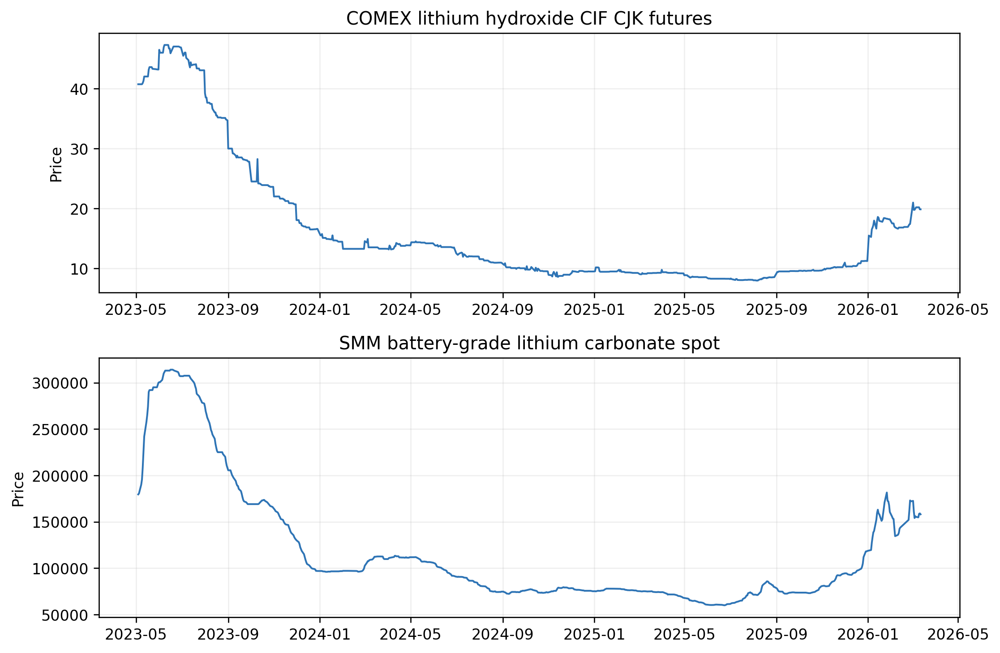 COMEX lithium hydroxide CIF CJK futures
Price
40
30
20
10
2023-05 2023-09 2024-01 2024-05 2024-09 2025-01 2025-05 2025-09 2026-01 2026-05
SMM battery-grade lithium carbonate spot
Price
300000
250000
200000
150000
100000
50000
2023-05 2023-09 2024-01 2024-05 2024-09 2025-01 2025-05 2025-09 2026-01 2026-05